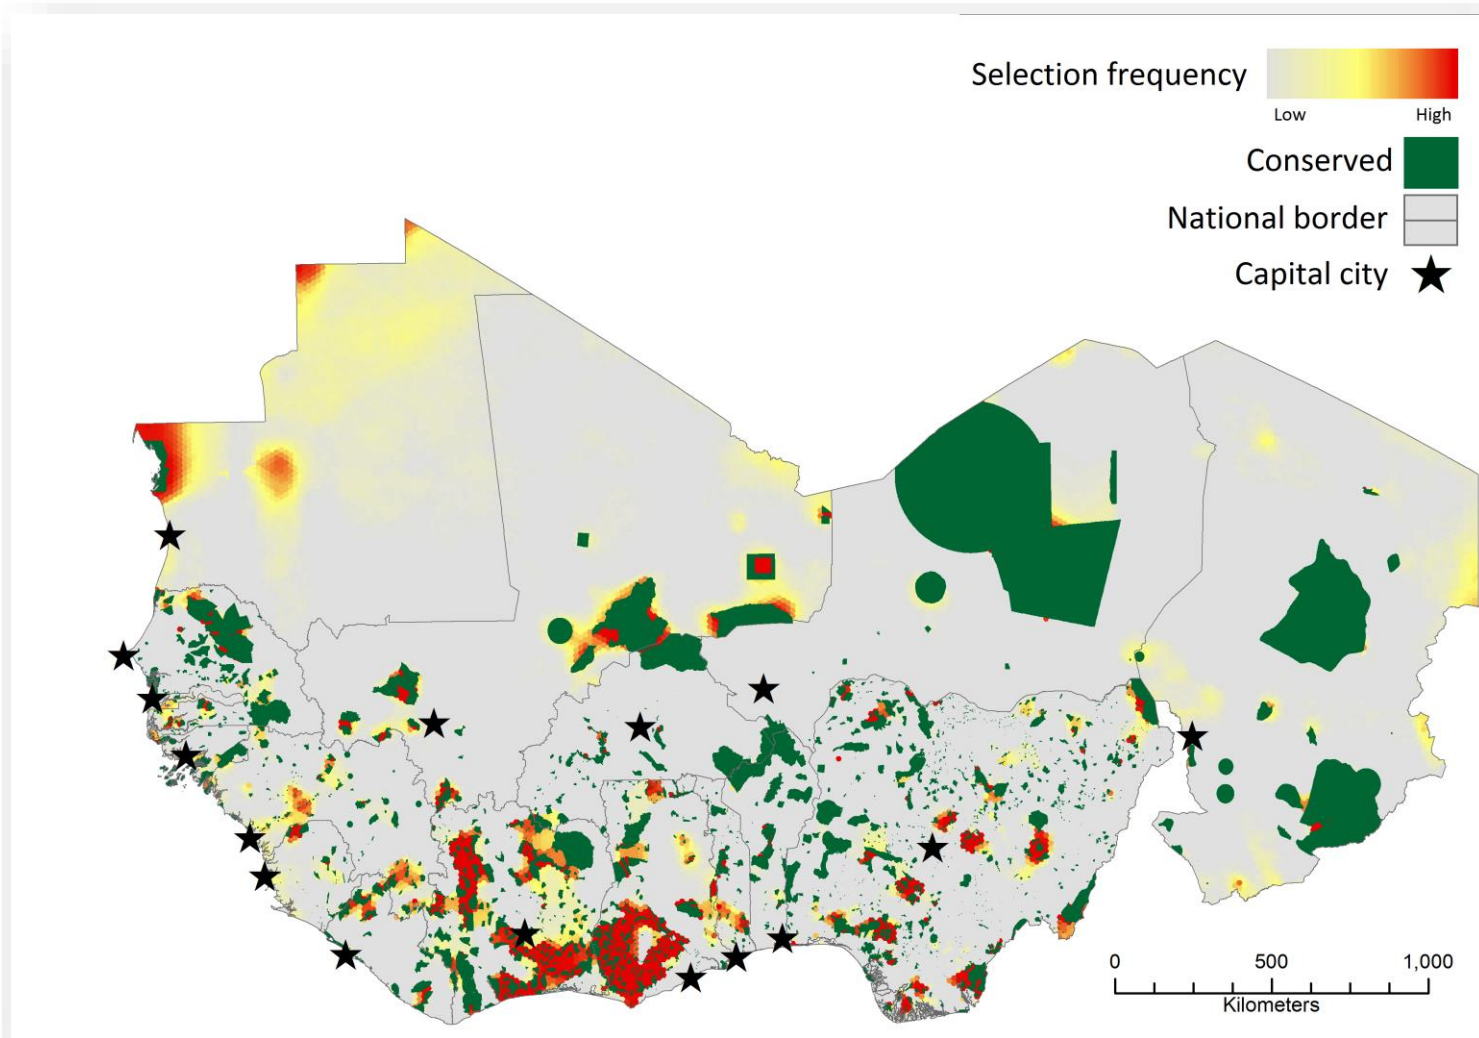 Selection frequency
Low High
Conserved
National border
Capital city
0 500 1,000
Kilometers